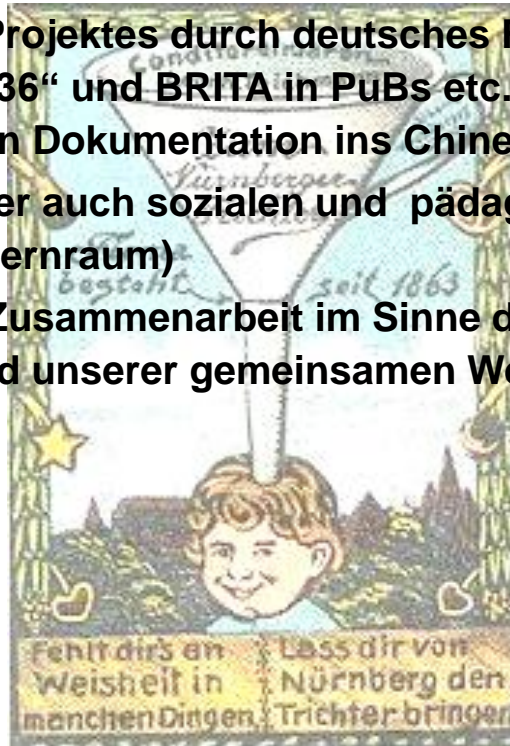 Projektes durch deutsches
36“ und BRITA in PuBs etc.
n Dokumentation ins Chine
Nürnberger
er auch sozialen und pädag
ernraum)
besteht seit 1863
Zusammenarbeit im Sinne d
d unserer gemeinsamen We
Fehlt dir's an
Weisheit in
manchen Dingen,
Lass dir von
Nürnberg den
Trichter bringen